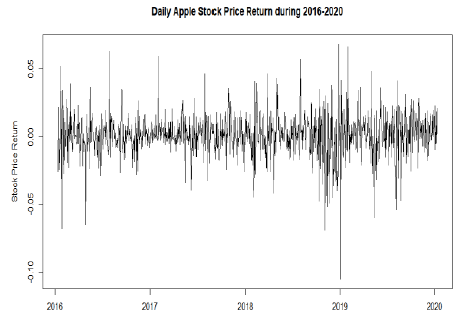 Daily Apple Stock Price Return during 2016-2020
Stock Price Return
0.05
0.00
-0.05
-0.10
2016 2017 2018 2019 2020